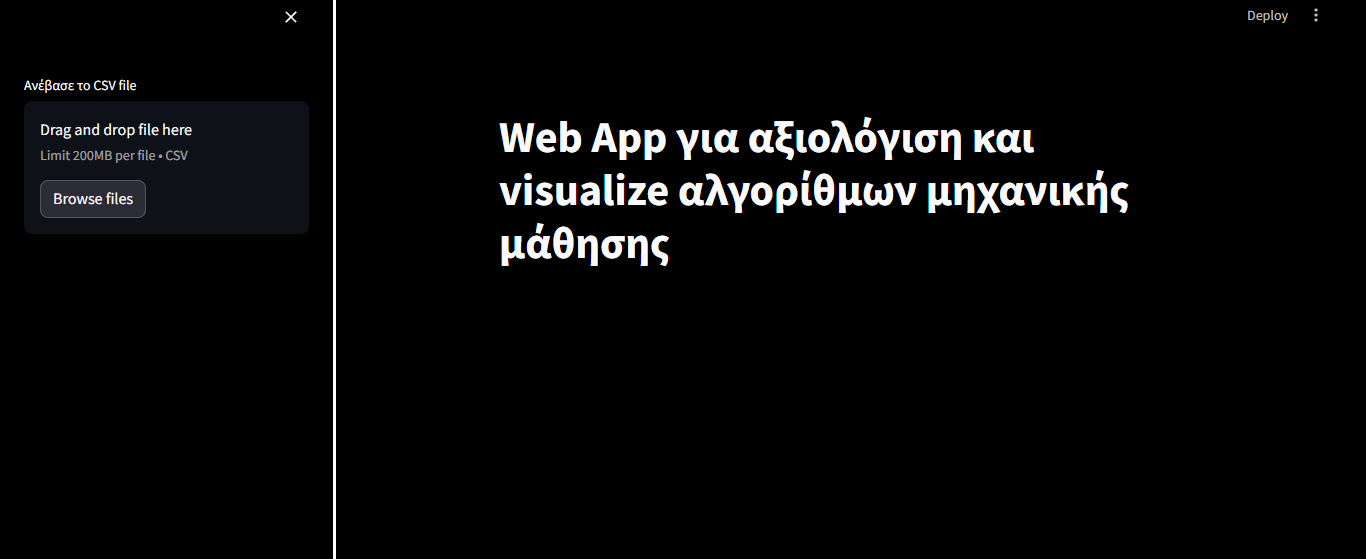 Deploy
Ανέβασε το CSV file
Drag and drop file here
Limit 200MB per file • CSV
Browse files
Web App για αξιολόγιση και
visualize αλγορίθμων μηχανικής
μάθησης